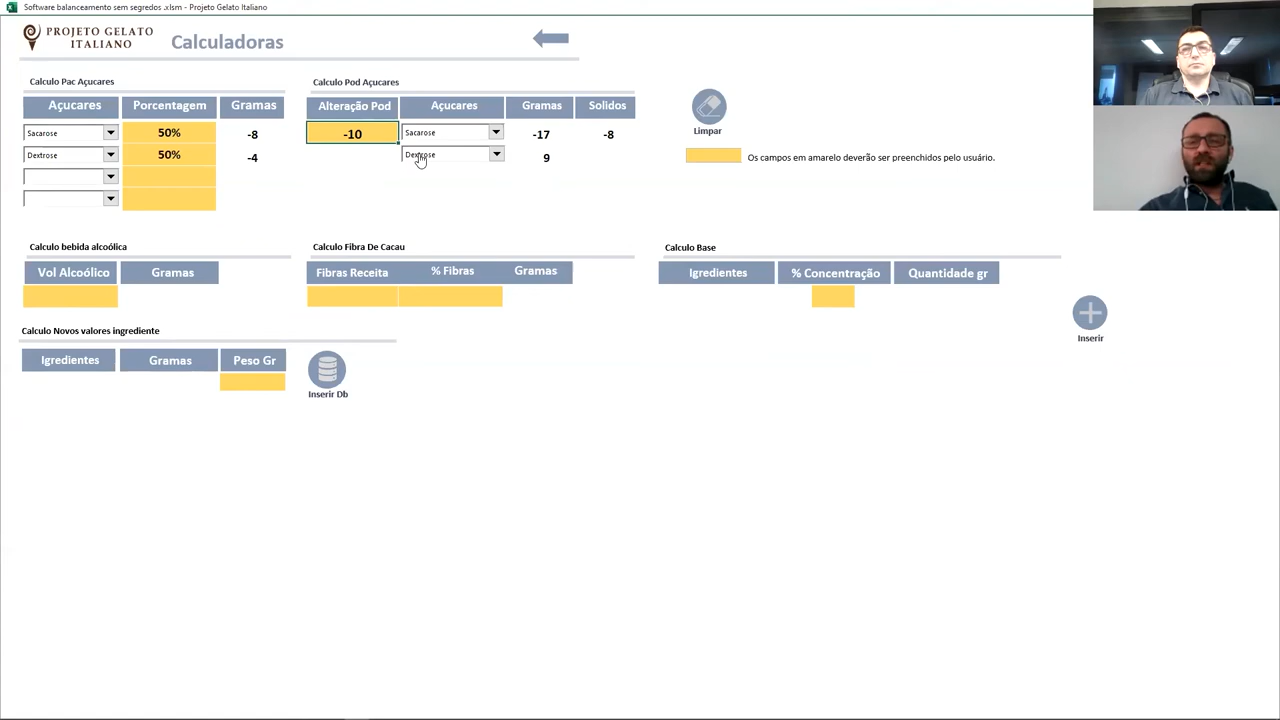 Software balanceamento sem segredos .xlsm - Projeto Gelato Italiano
PROJETO GELATO
ITALIANO
Calculadoras
Calculo Pac Açucares
Açucares Porcentagem Gramas
Sacarose 50% -8
Dextrose 50% -4
Calculo Pod Açucares
Alteração Pod Açucares Gramas Solidos
-10 Sacarose -17 -8
Dextrose 9
Limpar
Os campos em amarelo deverão ser preenchidos pelo usuário.
Calculo bebida alcoólica
Vol Alcoólico Gramas
Calculo Fibra De Cacau
Fibras Receita % Fibras Gramas
Calculo Base
Igredientes % Concentração Quantidade gr
Inserir
Calculo Novos valores ingrediente
Igredientes Gramas Peso Gr
Inserir Db